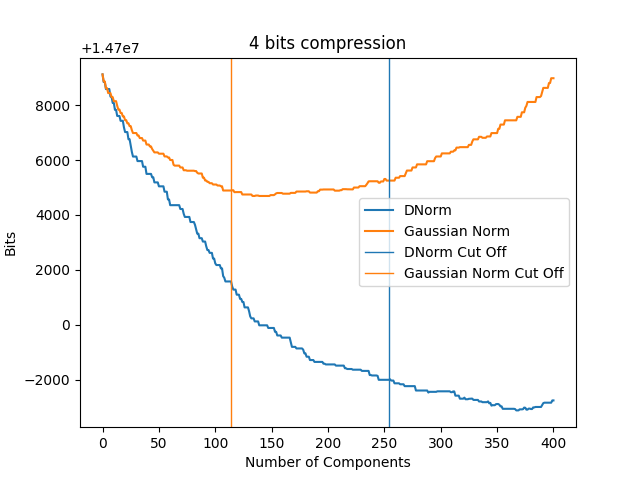 4 bits compression
+1.47e7
8000
6000
4000
2000
0
−2000
Bits
DNorm
Gaussian Norm
DNorm Cut Off
Gaussian Norm Cut Off
0 50 100 150 200 250 300 350 400
Number of Components